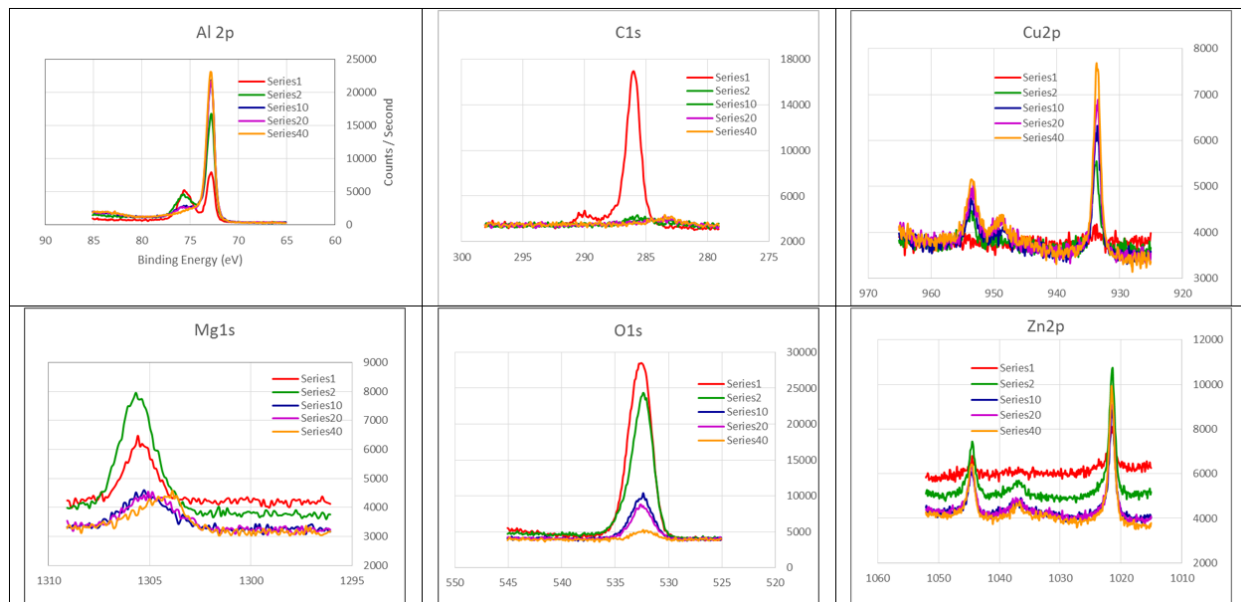 Al 2p
25000
20000
15000
10000
5000
0
Counts / Second
90
85
80
75
70
65
60
Binding Energy (eV)
Series1
Series2
Series10
Series20
Series40
C1s
18000
14000
10000
6000
2000
300
295
290
285
280
275
Series1
Series2
Series10
Series20
Series40
Cu2p
8000
7000
6000
5000
4000
3000
970
960
950
940
930
920
Series1
Series2
Series10
Series20
Series40
Mg1s
9000
8000
7000
6000
5000
4000
3000
2000
1310
1305
1300
1295
Series1
Series2
Series10
Series20
Series40
O1s
30000
25000
20000
15000
10000
5000
0
550
545
540
535
530
525
520
Series1
Series2
Series10
Series20
Series40
Zn2p
12000
10000
8000
6000
4000
2000
1060
1050
1040
1030
1020
1010
Series1
Series2
Series10
Series20
Series40